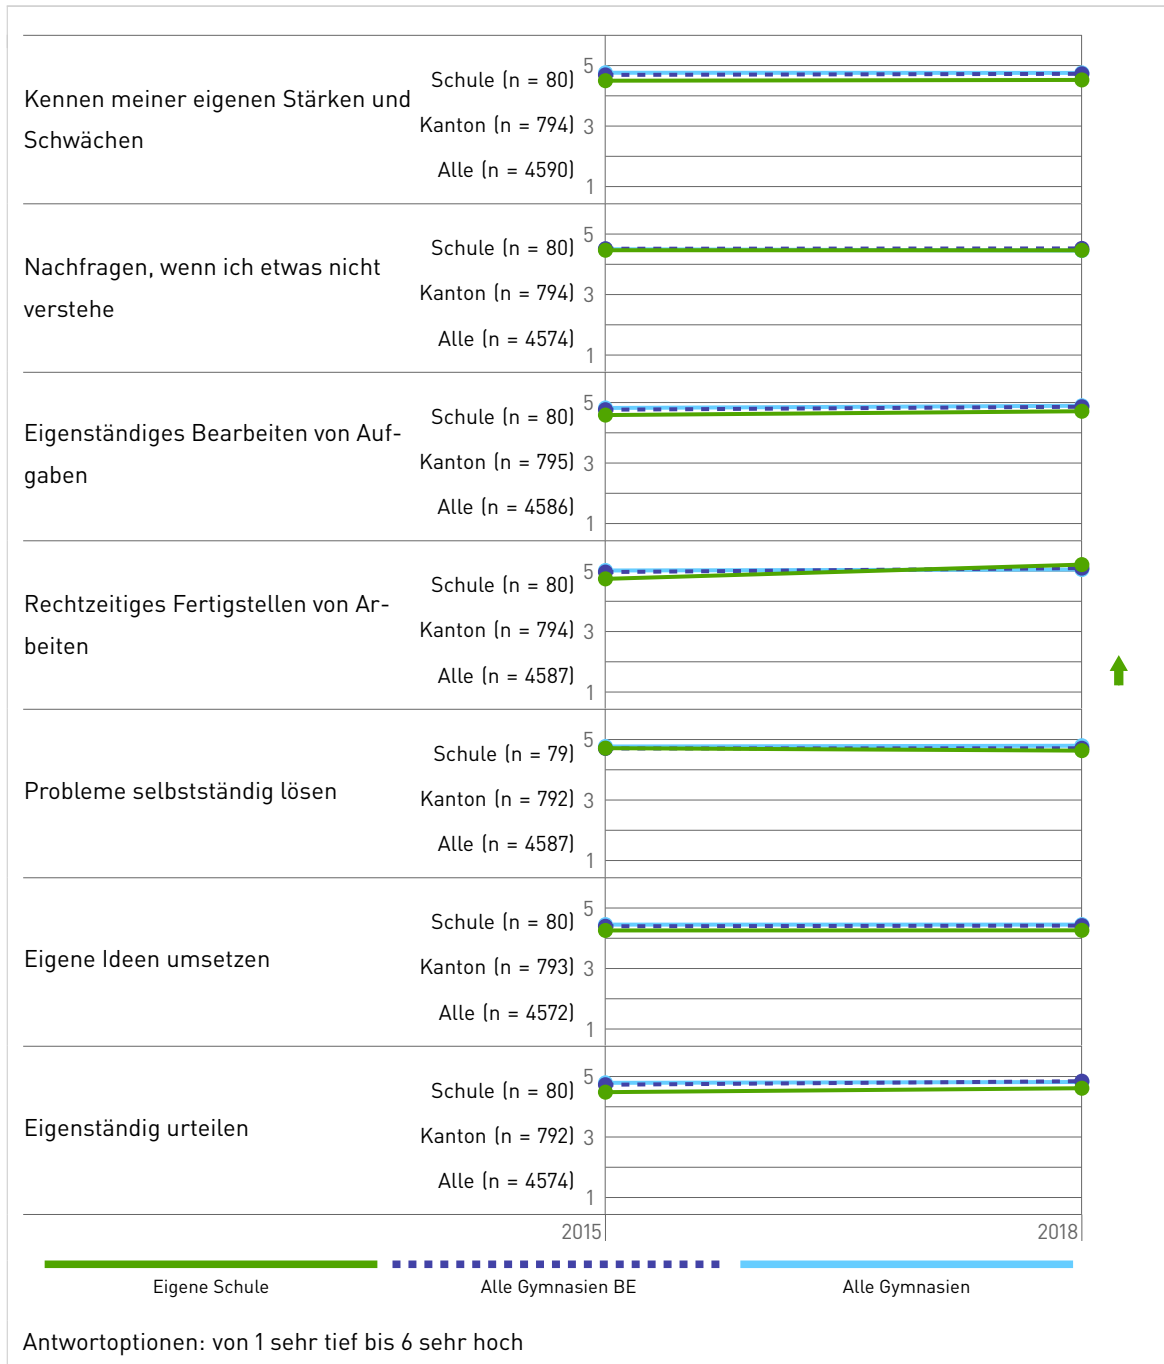 Kennen meiner eigenen Stärken und
Schwächen
Schule (n = 80)
Kanton (n = 794)
Alle (n = 4590)
5
3
1
Nachfragen, wenn ich etwas nicht
verstehe
Schule (n = 80)
Kanton (n = 794)
Alle (n = 4574)
5
3
1
Eigenständiges Bearbeiten von Auf-
gaben
Schule (n = 80)
Kanton (n = 795)
Alle (n = 4586)
5
3
1
Rechtzeitiges Fertigstellen von Ar-
beiten
Schule (n = 80)
Kanton (n = 794)
Alle (n = 4587)
5
3
1
Probleme selbstständig lösen
Schule (n = 79)
Kanton (n = 792)
Alle (n = 4587)
5
3
1
Eigene Ideen umsetzen
Schule (n = 80)
Kanton (n = 793)
Alle (n = 4572)
5
3
1
Eigenständig urteilen
Schule (n = 80)
Kanton (n = 792)
Alle (n = 4574)
5
3
1
2015
2018
Eigene Schule
Alle Gymnasien BE
Alle Gymnasien
Antwortoptionen: von 1 sehr tief bis 6 sehr hoch